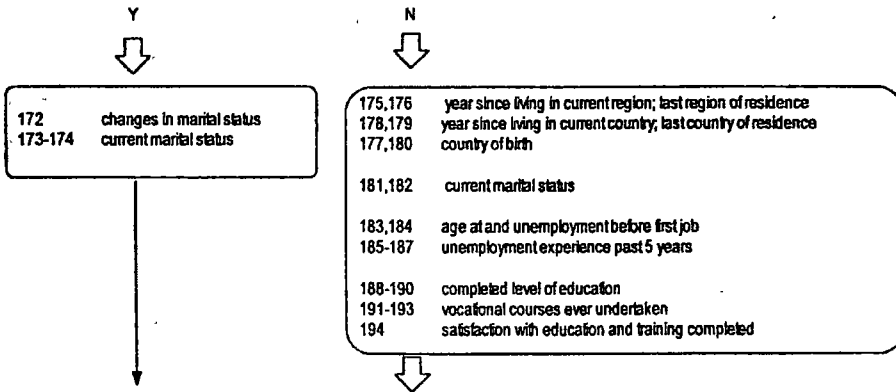 Y
N
172 changes in marital status
173-174 current marital status
175,176 year since living in current region; last region of residence
178,179 year since living in current country; last country of residence
177,180 country of birth
181,182 current marital status
183,184 age at and unemployment before first job
185-187 unemployment experience past 5 years
188-190 completed level of education
191-193 vocational courses ever undertaken
194 satisfaction with education and training completed